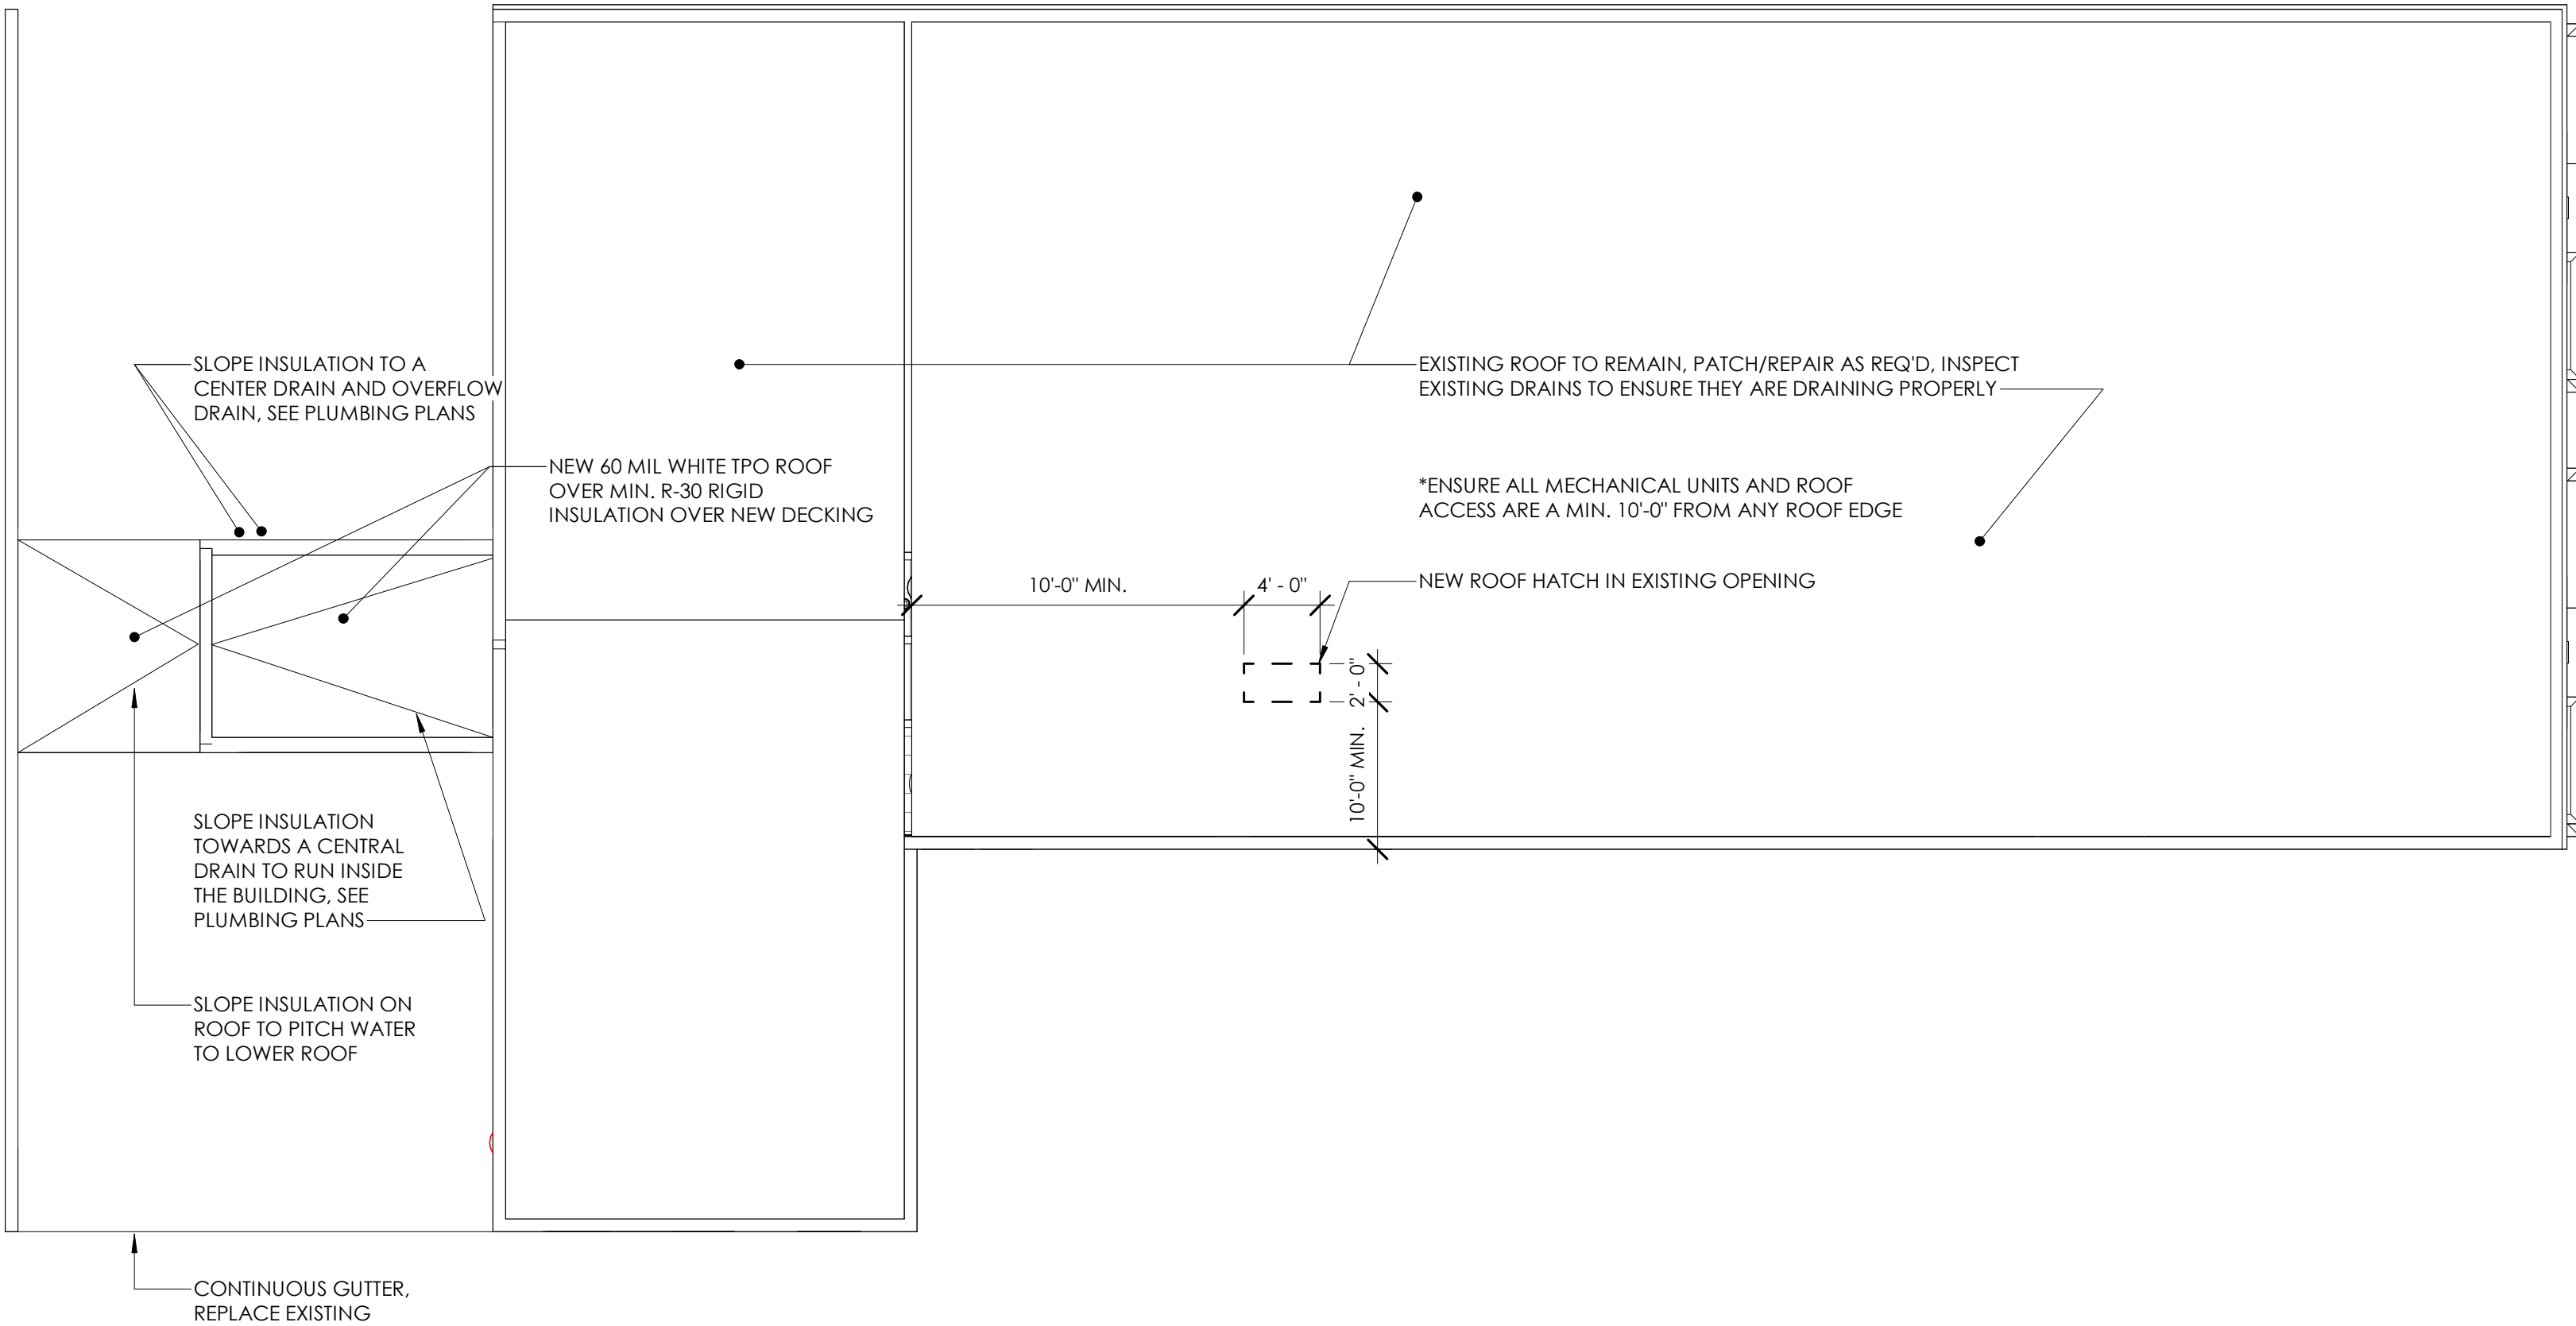 SLOPE INSULATION TO A
CENTER DRAIN AND OVERFLOW
DRAIN, SEE PLUMBING PLANS
EXISTING ROOF TO REMAIN, PATCH/REPAIR AS REQ'D, INSPECT
EXISTING DRAINS TO ENSURE THEY ARE DRAINING PROPERLY
NEW 60 MIL WHITE TPO ROOF
OVER MIN. R-30 RIGID
INSULATION OVER NEW DECKING
*ENSURE ALL MECHANICAL UNITS AND ROOF
ACCESS ARE A MIN. 10'-0" FROM ANY ROOF EDGE
10'-0" MIN.
4' - 0"
NEW ROOF HATCH IN EXISTING OPENING
2' - 0"
10'-0" MIN.
SLOPE INSULATION
TOWARDS A CENTRAL
DRAIN TO RUN INSIDE
THE BUILDING, SEE
PLUMBING PLANS
SLOPE INSULATION ON
ROOF TO PITCH WATER
TO LOWER ROOF
CONTINUOUS GUTTER,
REPLACE EXISTING